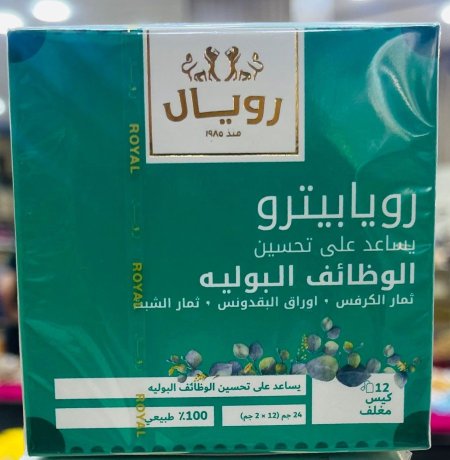 رويال
منذ ١٩٨٥
ROYAL
ROYAL
ROYAL
رويابيترو
يساعد على تحسين
الوظائف البوليه
ثمار الكرفس • اوراق البقدونس • ثمار الشبت
يساعد على تحسين الوظائف البوليه
24 جم (12 × 2 جم)
100٪ طبيعي
12
كيس
مغلف